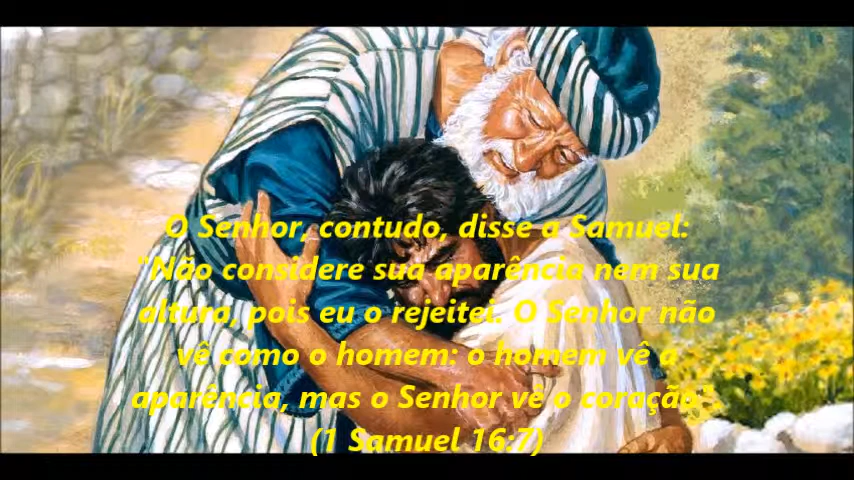 O Senhor, contudo, disse a Samuel:
"Não considere sua aparência nem sua
altura, pois eu o rejeitei. O Senhor não
vê como o homem: o homem vê a
aparência, mas o Senhor vê o coração".
(1 Samuel 16:7)